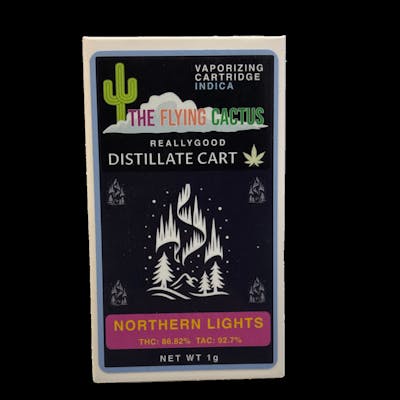 VAPORIZING
CARTRIDGE
INDICA
THE FLYING CACTUS
REALLYGOOD
DISTILLATE CART
NORTHERN LIGHTS
THC: 86.82% TAC: 92.7%
NET WT 1g